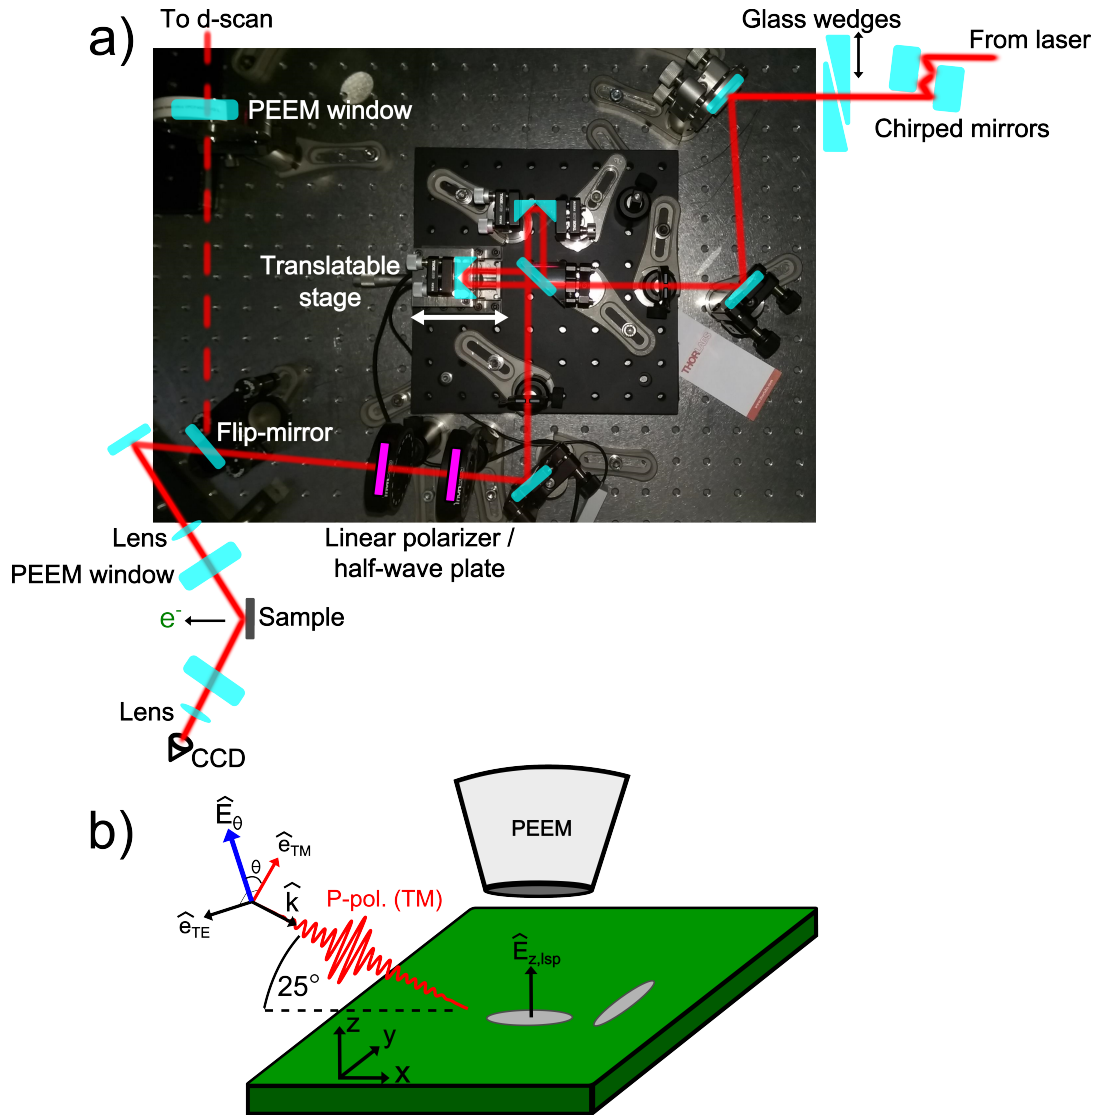 To d-scan
a)
Glass wedges
From laser
PEEM window
Chirped mirrors
Translatable
stage
THORLABS
Flip-mirror
Lens
Linear polarizer /
half-wave plate
PEEM window
e⁻
Sample
Lens
CCD
b)
PEEM
Ê_θ
ê_TM
θ
k̂
P-pol. (TM)
ê_TE
Ê_z,lsp
25°
z
y
x